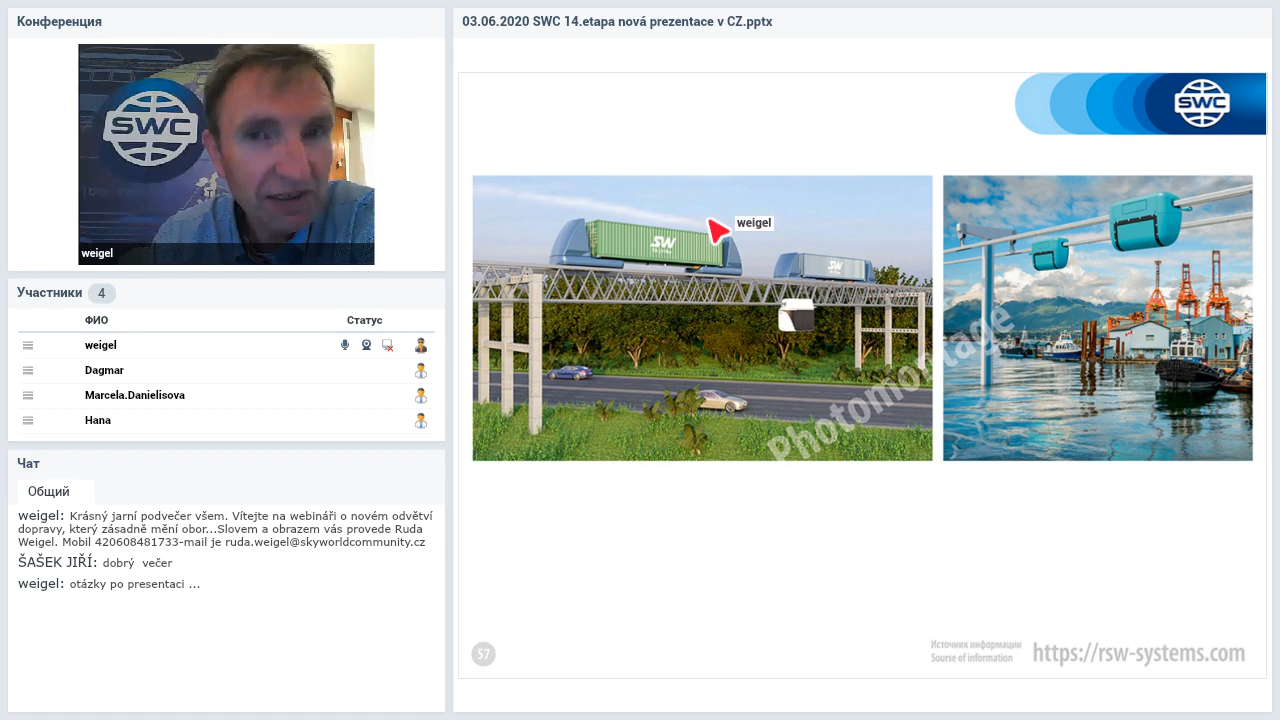 Конференция
SWC
weigel
Участники 4
ФИО Статус
weigel
Dagmar
Marcela.Danielisova
Hana
Чат
Общий
weigel: Krásný jarní podvečer všem. Vítejte na webináři o novém odvětví
dopravy, který zásadně mění obor...Slovem a obrazem vás provede Ruda
Weigel. Mobil 420608481733-mail je ruda.weigel@skyworldcommunity.cz
ŠAŠEK JIŘÍ: dobrý večer
weigel: otázky po presentaci ...
03.06.2020 SWC 14.etapa nová prezentace v CZ.pptx
SWC
weigel
SW
Photomontage
57
Источник информации
Sourse of information
https://rsw-systems.com